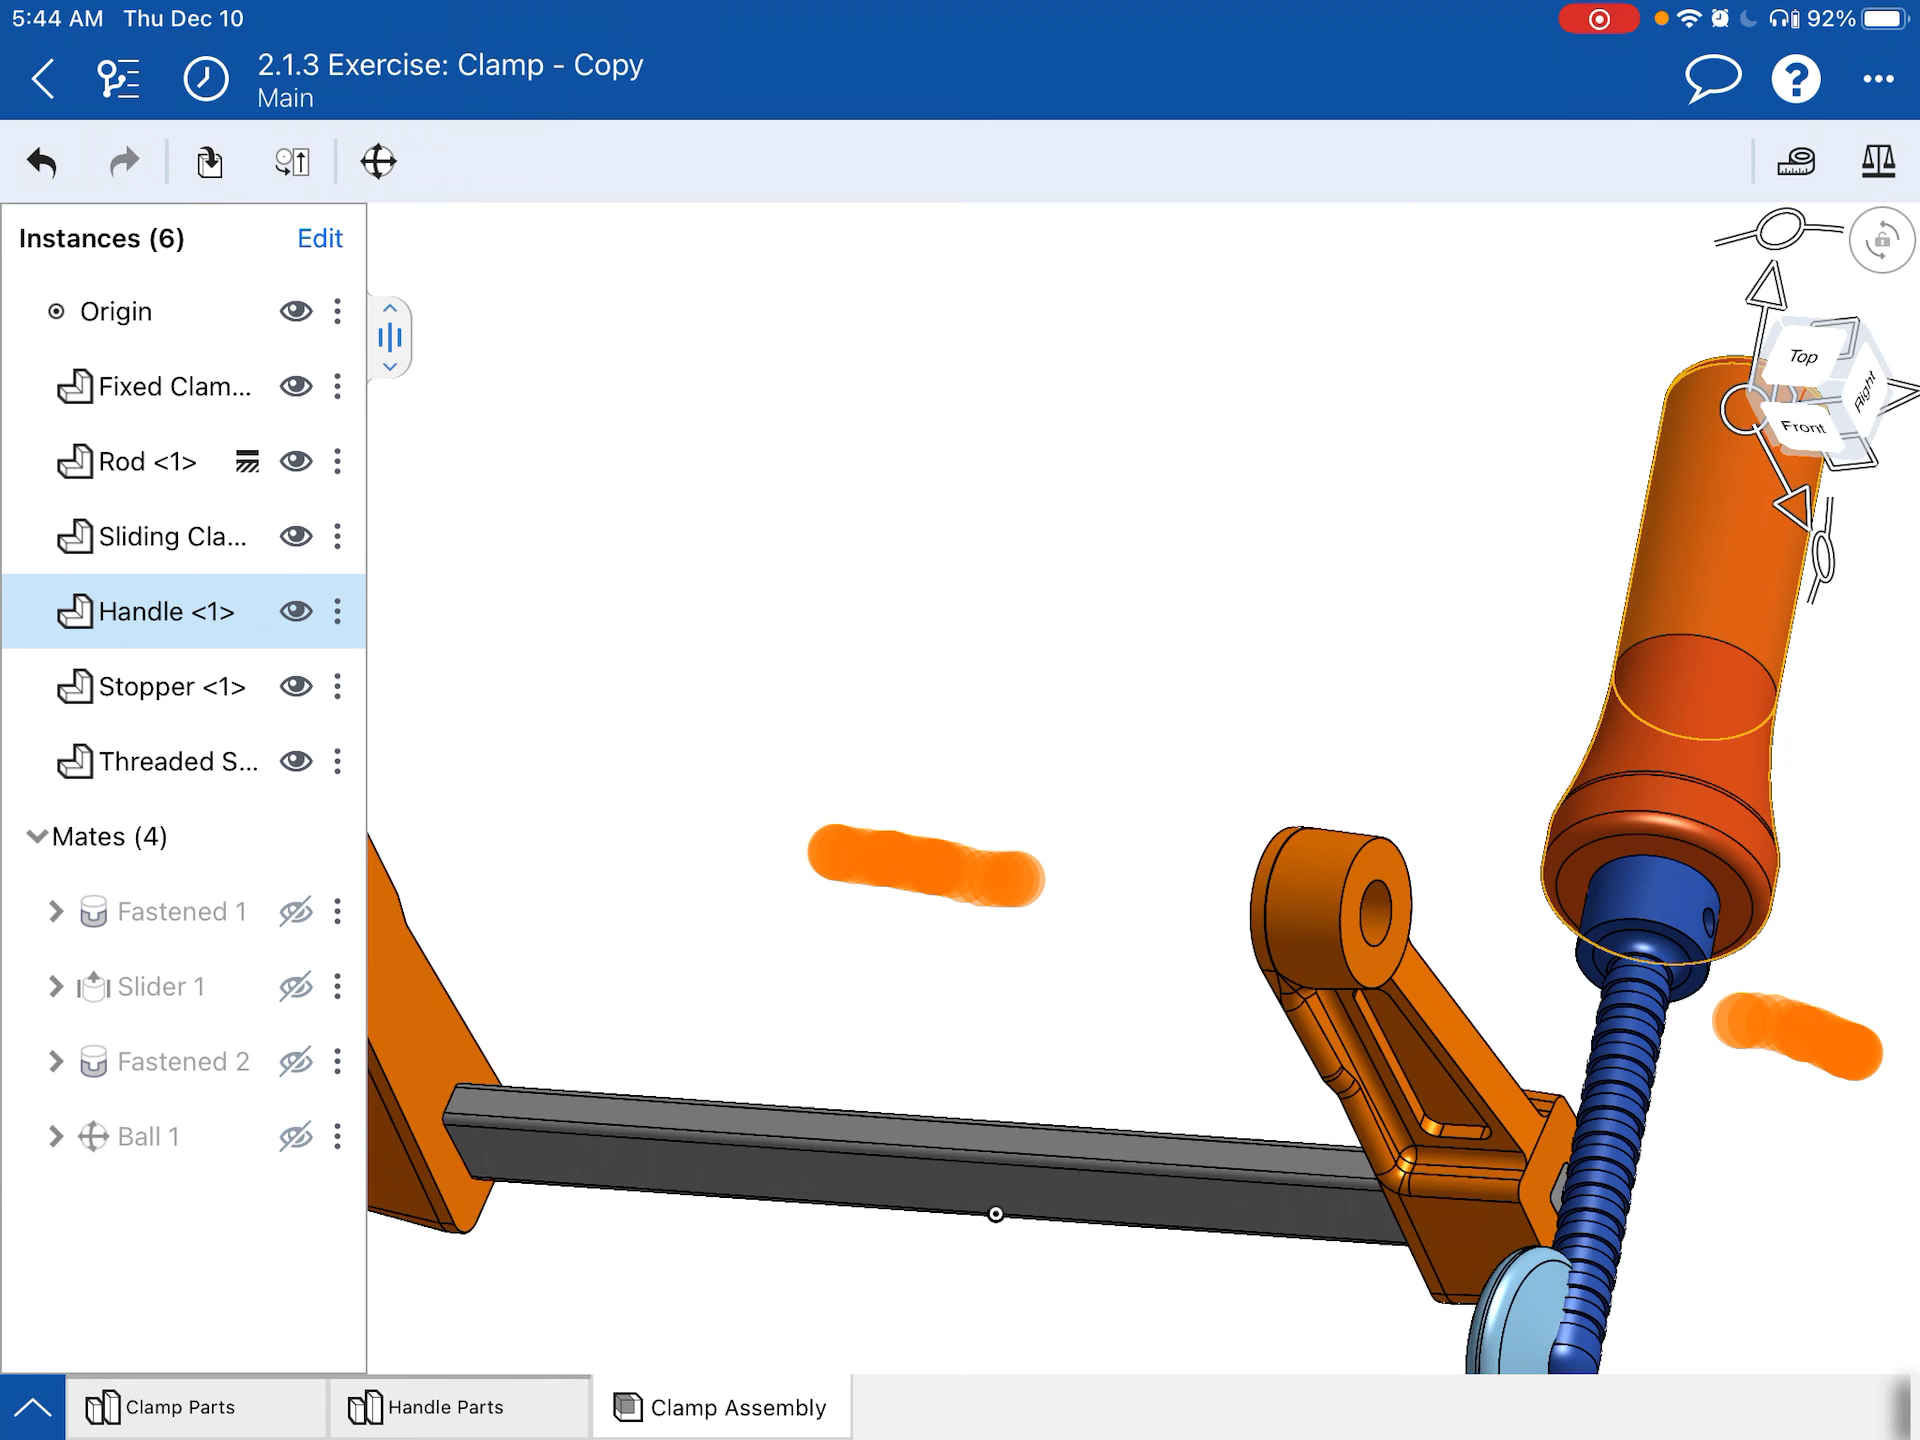 5:44 AM Thu Dec 10
92%
2.1.3 Exercise: Clamp - Copy
Main
Instances (6)
Edit
Origin
Fixed Clam...
Rod <1>
Sliding Cla...
Handle <1>
Stopper <1>
Threaded S...
Mates (4)
Fastened 1
Slider 1
Fastened 2
Ball 1
Top
Front
Right
Clamp Parts
Handle Parts
Clamp Assembly